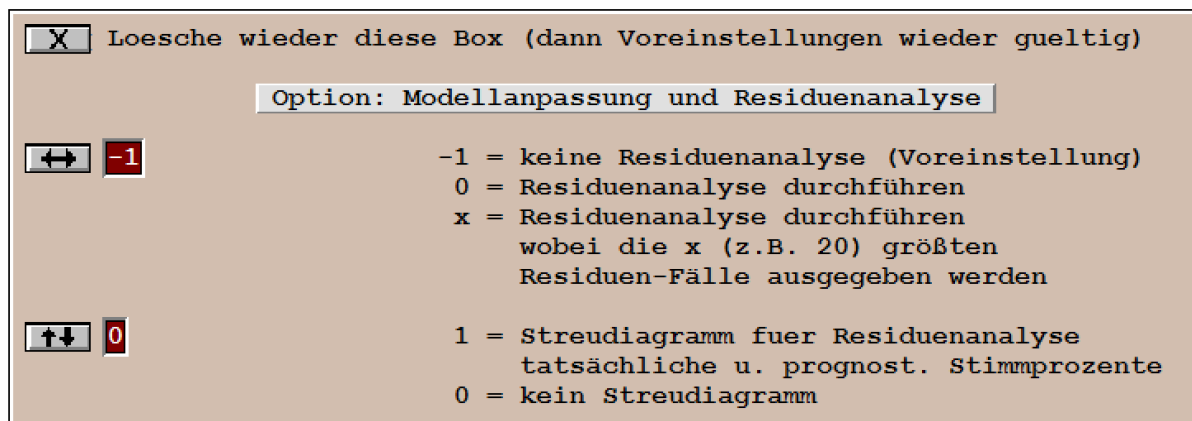 X Loesche wieder diese Box (dann Voreinstellungen wieder gueltig)
Option: Modellanpassung und Residuenanalyse
-1 -1 = keine Residuenanalyse (Voreinstellung)
0 = Residuenanalyse durchführen
x = Residuenanalyse durchführen
wobei die x (z.B. 20) größten
Residuen-Fälle ausgegeben werden
0 1 = Streudiagramm fuer Residuenanalyse
tatsächliche u. prognost. Stimmprozente
0 = kein Streudiagramm